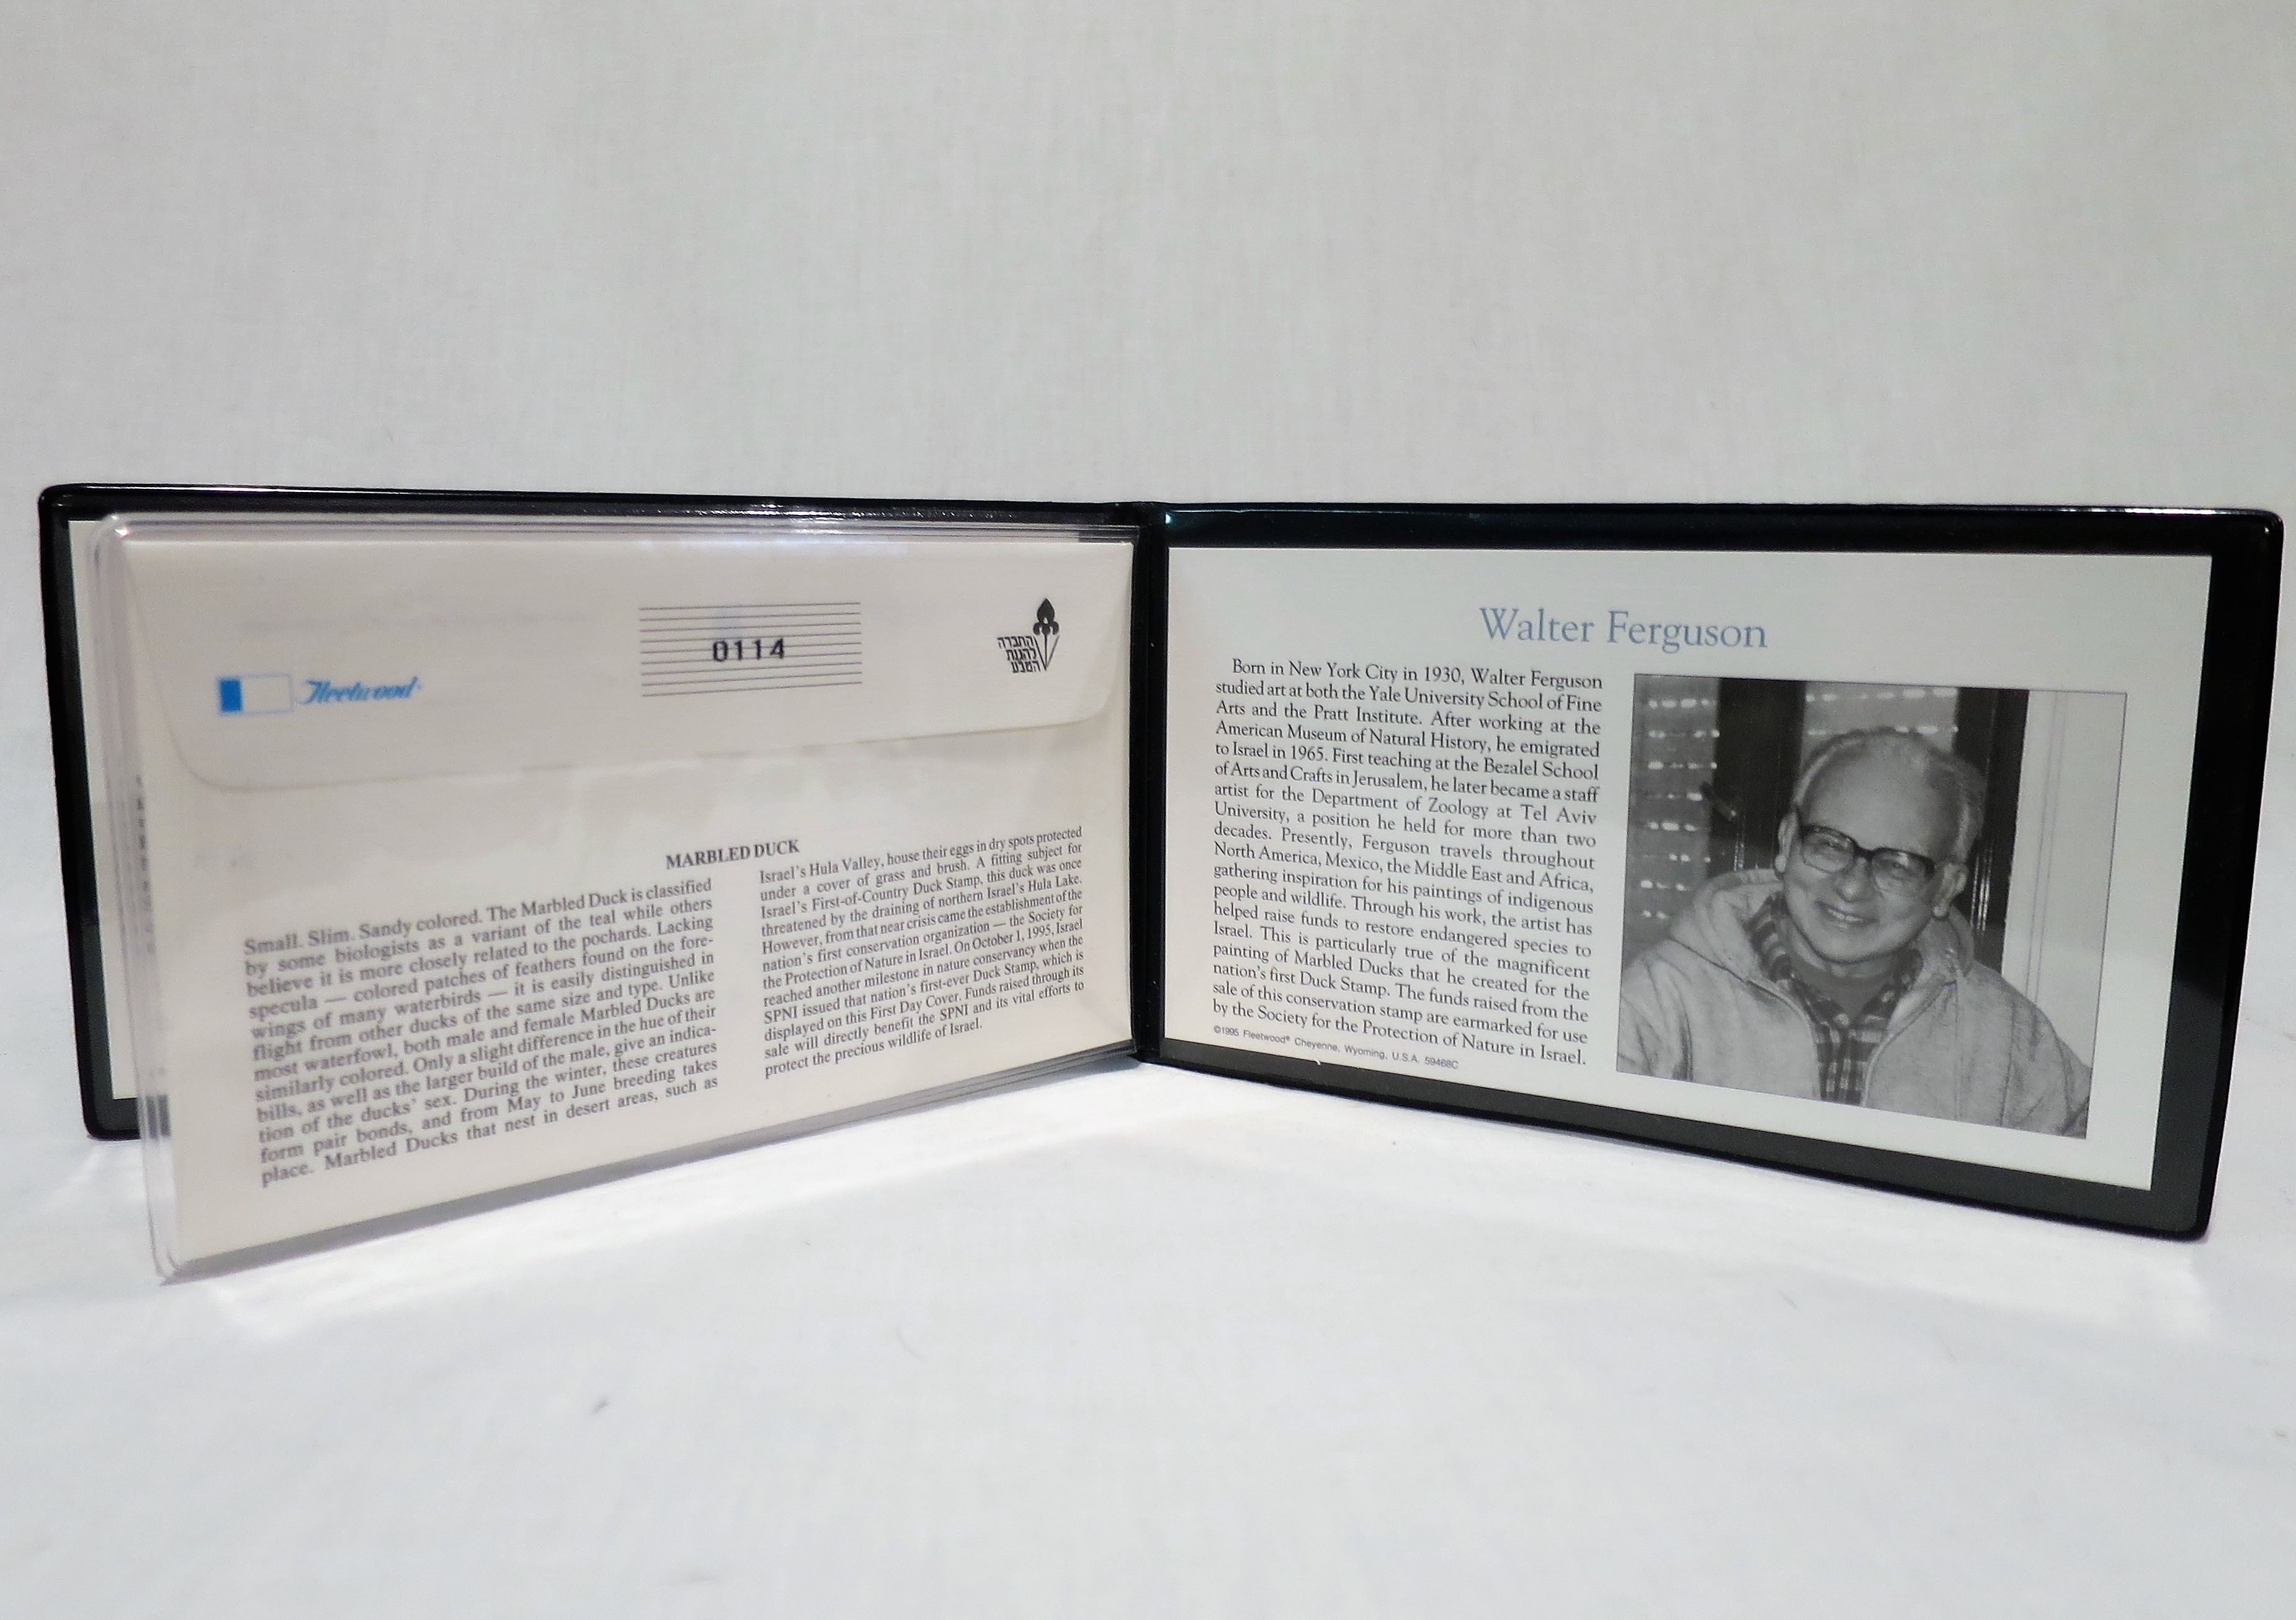 Fleetwood
0114
החברה
להגנת
הטבע
MARBLED DUCK
Small. Slim. Sandy colored. The Marbled Duck is classified
by some biologists as a variant of the teal while others
believe it is more closely related to the pochards. Lacking
specula — colored patches of feathers found on the fore-
wings of many waterbirds — it is easily distinguished in
flight from other ducks of the same size and type. Unlike
most waterfowl, both male and female Marbled Ducks are
similarly colored. Only a slight difference in the hue of their
bills, as well as the larger build of the male, give an indica-
tion of the ducks' sex. During the winter, these creatures
form pair bonds, and from May to June breeding takes
place. Marbled Ducks that nest in desert areas, such as
Israel's Hula Valley, house their eggs in dry spots protected
under a cover of grass and brush. A fitting subject for
Israel's First-of-Country Duck Stamp, this duck was once
threatened by the draining of northern Israel's Hula Lake.
However, from that near crisis came the establishment of the
nation's first conservation organization — the Society for
the Protection of Nature in Israel. On October 1, 1995, Israel
reached another milestone in nature conservancy when the
SPNI issued that nation's first-ever Duck Stamp, which is
displayed on this First Day Cover. Funds raised through its
sale will directly benefit the SPNI and its vital efforts to
protect the precious wildlife of Israel.
Walter Ferguson
Born in New York City in 1930, Walter Ferguson
studied art at both the Yale University School of Fine
Arts and the Pratt Institute. After working at the
American Museum of Natural History, he emigrated
to Israel in 1965. First teaching at the Bezalel School
of Arts and Crafts in Jerusalem, he later became a staff
artist for the Department of Zoology at Tel Aviv
University, a position he held for more than two
decades. Presently, Ferguson travels throughout
North America, Mexico, the Middle East and Africa,
gathering inspiration for his paintings of indigenous
people and wildlife. Through his work, the artist has
helped raise funds to restore endangered species to
Israel. This is particularly true of the magnificent
painting of Marbled Ducks that he created for the
nation's first Duck Stamp. The funds raised from the
sale of this conservation stamp are earmarked for use
by the Society for the Protection of Nature in Israel.
©1995 Fleetwood® Cheyenne, Wyoming, U.S.A. 59468C